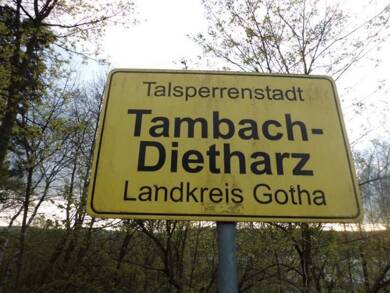 Talsperrenstadt
Tambach-
Dietharz
Landkreis Gotha